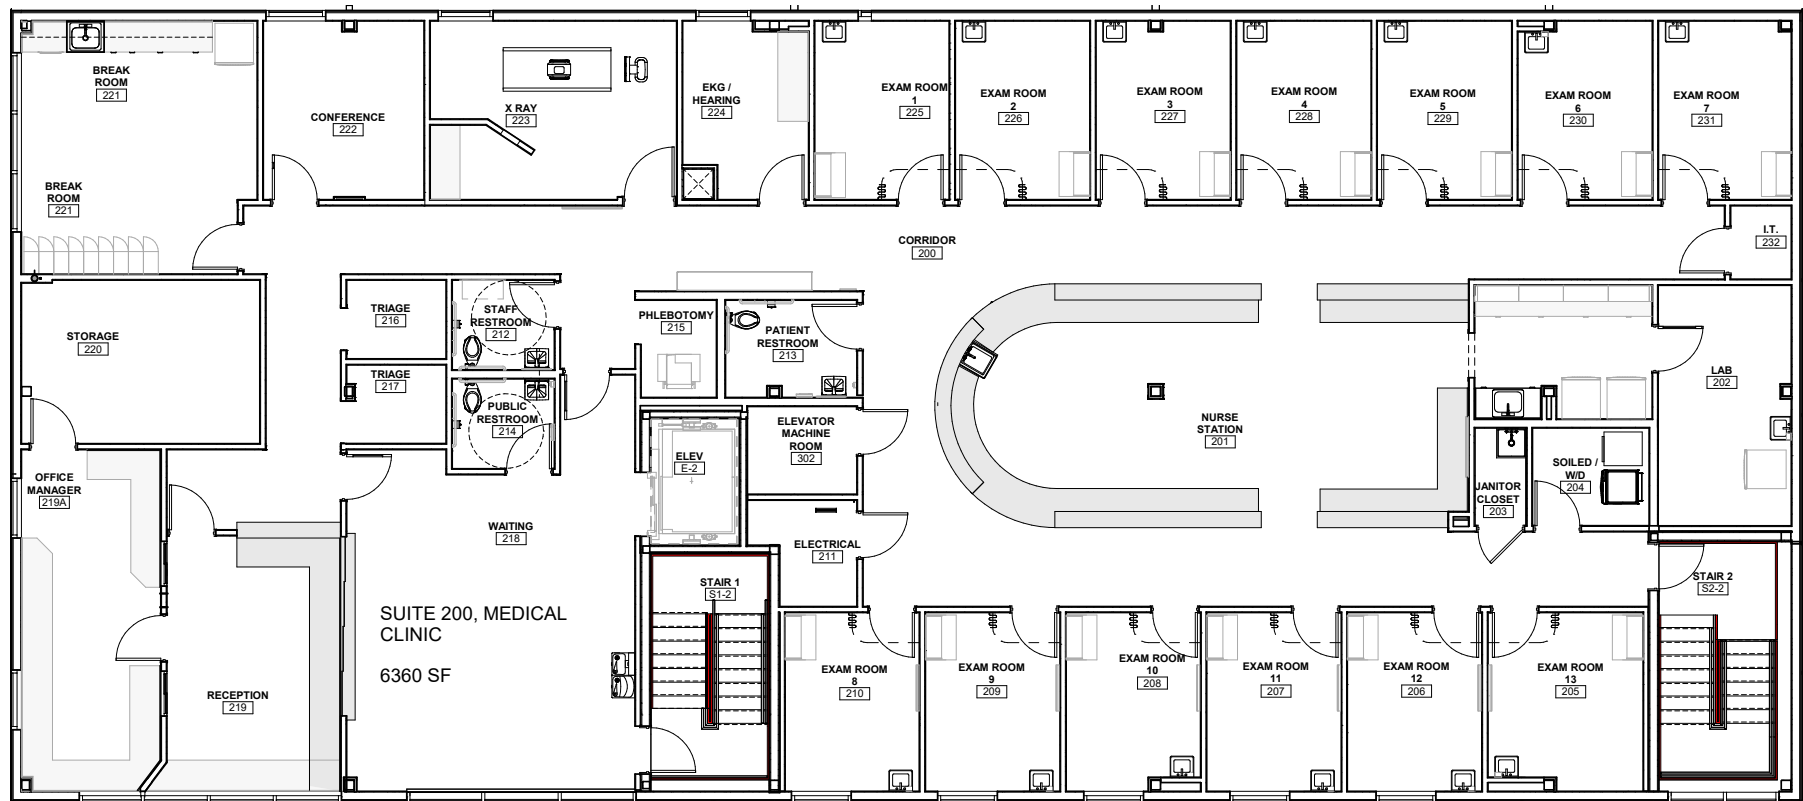 BREAK
ROOM
221
CONFERENCE
222
X RAY
223
EKG /
HEARING
224
EXAM ROOM
1
225
EXAM ROOM
2
226
EXAM ROOM
3
227
EXAM ROOM
4
228
EXAM ROOM
5
229
EXAM ROOM
6
230
EXAM ROOM
7
231
BREAK
ROOM
221
CORRIDOR
200
I.T.
232
STORAGE
220
TRIAGE
216
STAFF
RESTROOM
212
PHLEBOTOMY
215
PATIENT
RESTROOM
213
TRIAGE
217
PUBLIC
RESTROOM
214
ELEVATOR
MACHINE
ROOM
302
NURSE
STATION
201
LAB
202
OFFICE
MANAGER
219A
ELEV
E-2
JANITOR
CLOSET
203
SOILED /
W/D
204
WAITING
218
ELECTRICAL
211
STAIR 1
S1-2
STAIR 2
S2-2
SUITE 200, MEDICAL
CLINIC
6360 SF
RECEPTION
219
EXAM ROOM
8
210
EXAM ROOM
9
209
EXAM ROOM
10
208
EXAM ROOM
11
207
EXAM ROOM
12
206
EXAM ROOM
13
205